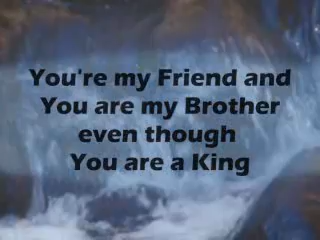 You're my Friend and
You are my Brother
even though
You are a King